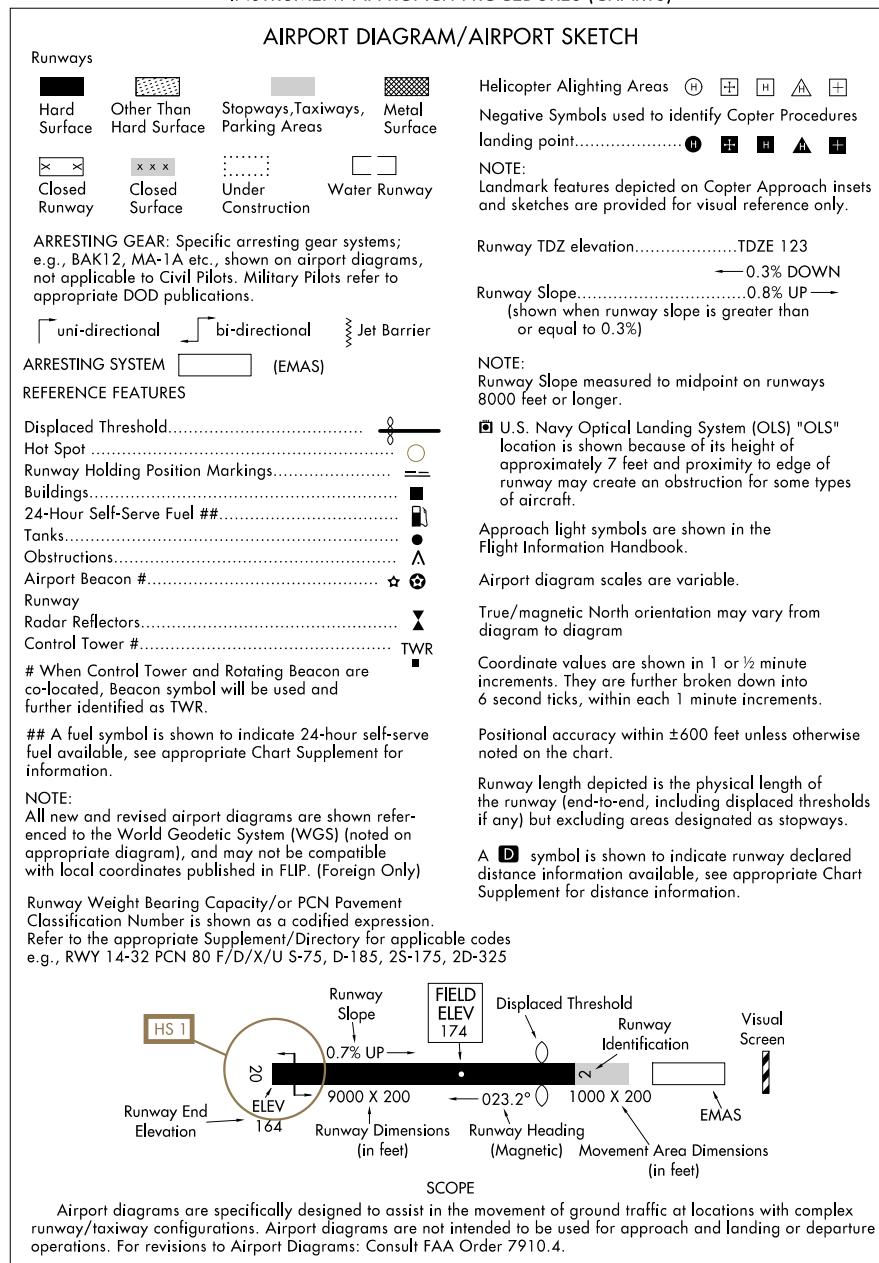 AIRPORT DIAGRAM/AIRPORT SKETCH
Runways
Hard
Surface
Other Than
Hard Surface
Stopways,Taxiways,
Parking Areas
Metal
Surface
x x
x x x
Closed
Runway
Closed
Surface
Under
Construction
Water Runway
ARRESTING GEAR: Specific arresting gear systems;
e.g., BAK12, MA-1A etc., shown on airport diagrams,
not applicable to Civil Pilots. Military Pilots refer to
appropriate DOD publications.
uni-directional
bi-directional
Jet Barrier
ARRESTING SYSTEM (EMAS)
REFERENCE FEATURES
Displaced Threshold....................................
Hot Spot ....................................................
Runway Holding Position Markings......................
Buildings.....................................................
24-Hour Self-Serve Fuel ##.................................
Tanks..........................................................
Obstructions..................................................
Airport Beacon #..........................................
Runway
Radar Reflectors............................................
Control Tower #............................................. TWR
# When Control Tower and Rotating Beacon are
co-located, Beacon symbol will be used and
further identified as TWR.
## A fuel symbol is shown to indicate 24-hour self-serve
fuel available, see appropriate Chart Supplement for
information.
NOTE:
All new and revised airport diagrams are shown refer-
enced to the World Geodetic System (WGS) (noted on
appropriate diagram), and may not be compatible
with local coordinates published in FLIP. (Foreign Only)
Runway Weight Bearing Capacity/or PCN Pavement
Classification Number is shown as a codified expression.
Refer to the appropriate Supplement/Directory for applicable codes
e.g., RWY 14-32 PCN 80 F/D/X/U S-75, D-185, 2S-175, 2D-325
Helicopter Alighting Areas H H H
Negative Symbols used to identify Copter Procedures
landing point...................... H H H
NOTE:
Landmark features depicted on Copter Approach insets
and sketches are provided for visual reference only.
Runway TDZ elevation....................TDZE 123
0.3% DOWN
Runway Slope.............................0.8% UP
(shown when runway slope is greater than
or equal to 0.3%)
NOTE:
Runway Slope measured to midpoint on runways
8000 feet or longer.
U.S. Navy Optical Landing System (OLS) "OLS"
location is shown because of its height of
approximately 7 feet and proximity to edge of
runway may create an obstruction for some types
of aircraft.
Approach light symbols are shown in the
Flight Information Handbook.
Airport diagram scales are variable.
True/magnetic North orientation may vary from
diagram to diagram
Coordinate values are shown in 1 or ½ minute
increments. They are further broken down into
6 second ticks, within each 1 minute increments.
Positional accuracy within ±600 feet unless otherwise
noted on the chart.
Runway length depicted is the physical length of
the runway (end-to-end, including displaced thresholds
if any) but excluding areas designated as stopways.
A D symbol is shown to indicate runway declared
distance information available, see appropriate Chart
Supplement for distance information.
HS 1
Runway
Slope
0.7% UP
FIELD
ELEV
174
Displaced Threshold
Runway
Identification
Visual
Screen
20
2
ELEV
164
Runway End
Elevation
9000 X 200
Runway Dimensions
(in feet)
023.2°
Runway Heading
(Magnetic)
1000 X 200
Movement Area Dimensions
(in feet)
EMAS
SCOPE
Airport diagrams are specifically designed to assist in the movement of ground traffic at locations with complex
runway/taxiway configurations. Airport diagrams are not intended to be used for approach and landing or departure
operations. For revisions to Airport Diagrams: Consult FAA Order 7910.4.